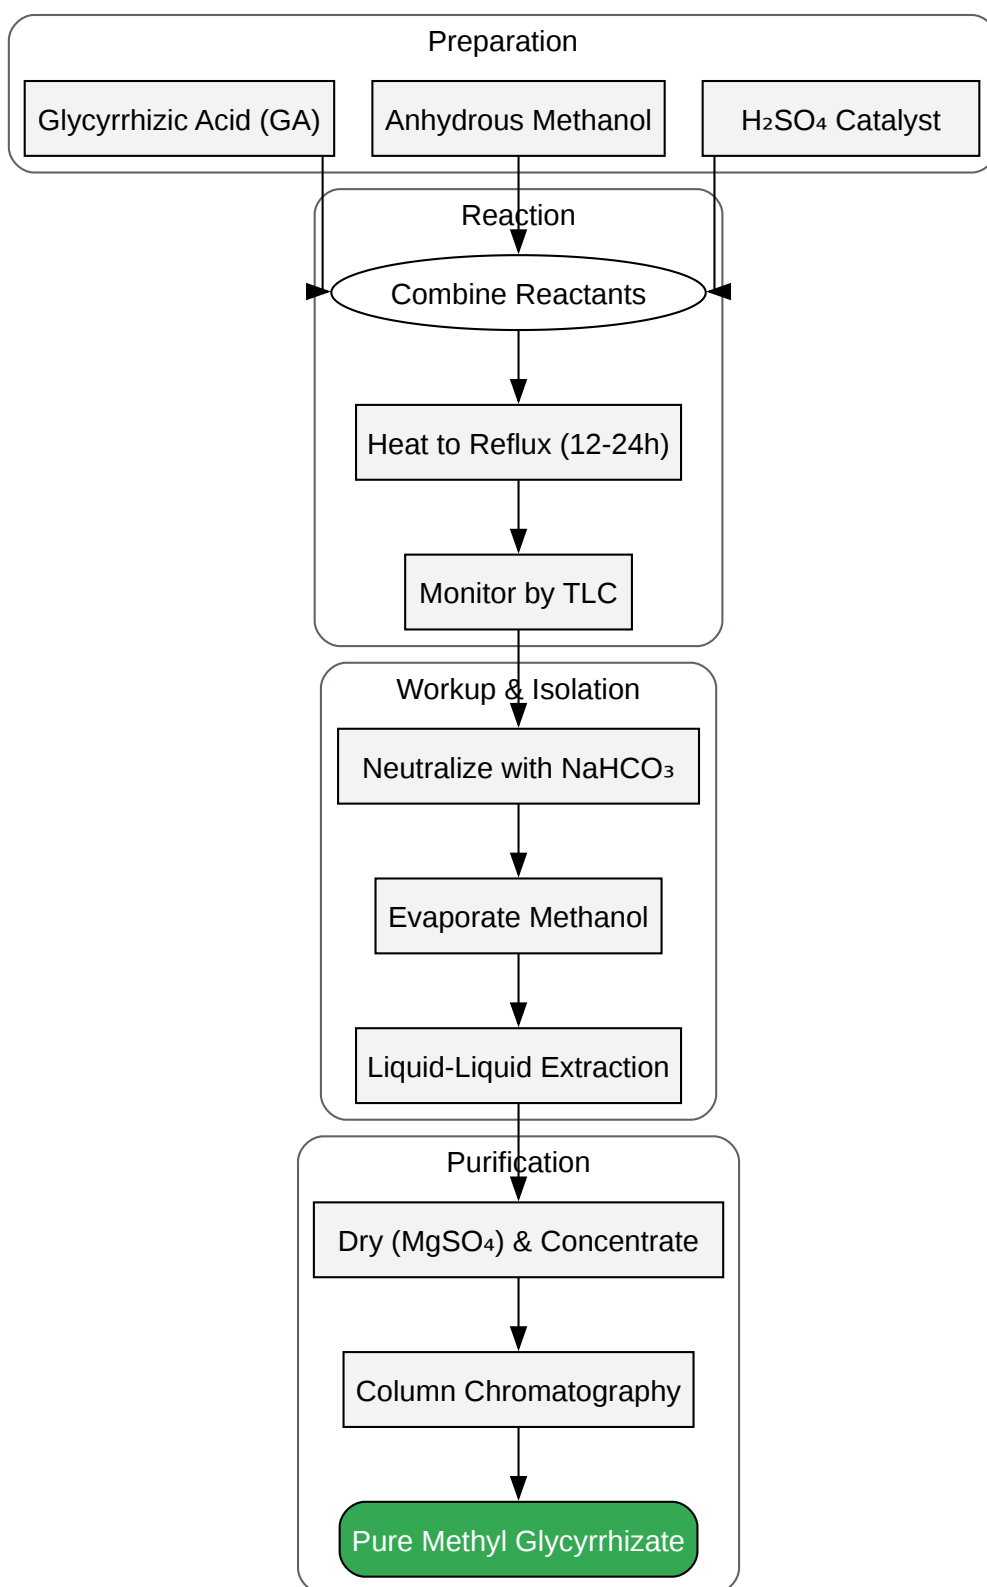 Preparation
Glycyrrhizic Acid (GA)
Anhydrous Methanol
H₂SO₄ Catalyst
Reaction
Combine Reactants
Heat to Reflux (12-24h)
Monitor by TLC
Workup & Isolation
Neutralize with NaHCO₃
Evaporate Methanol
Liquid-Liquid Extraction
Purification
Dry (MgSO₄) & Concentrate
Column Chromatography
Pure Methyl Glycyrrhizate